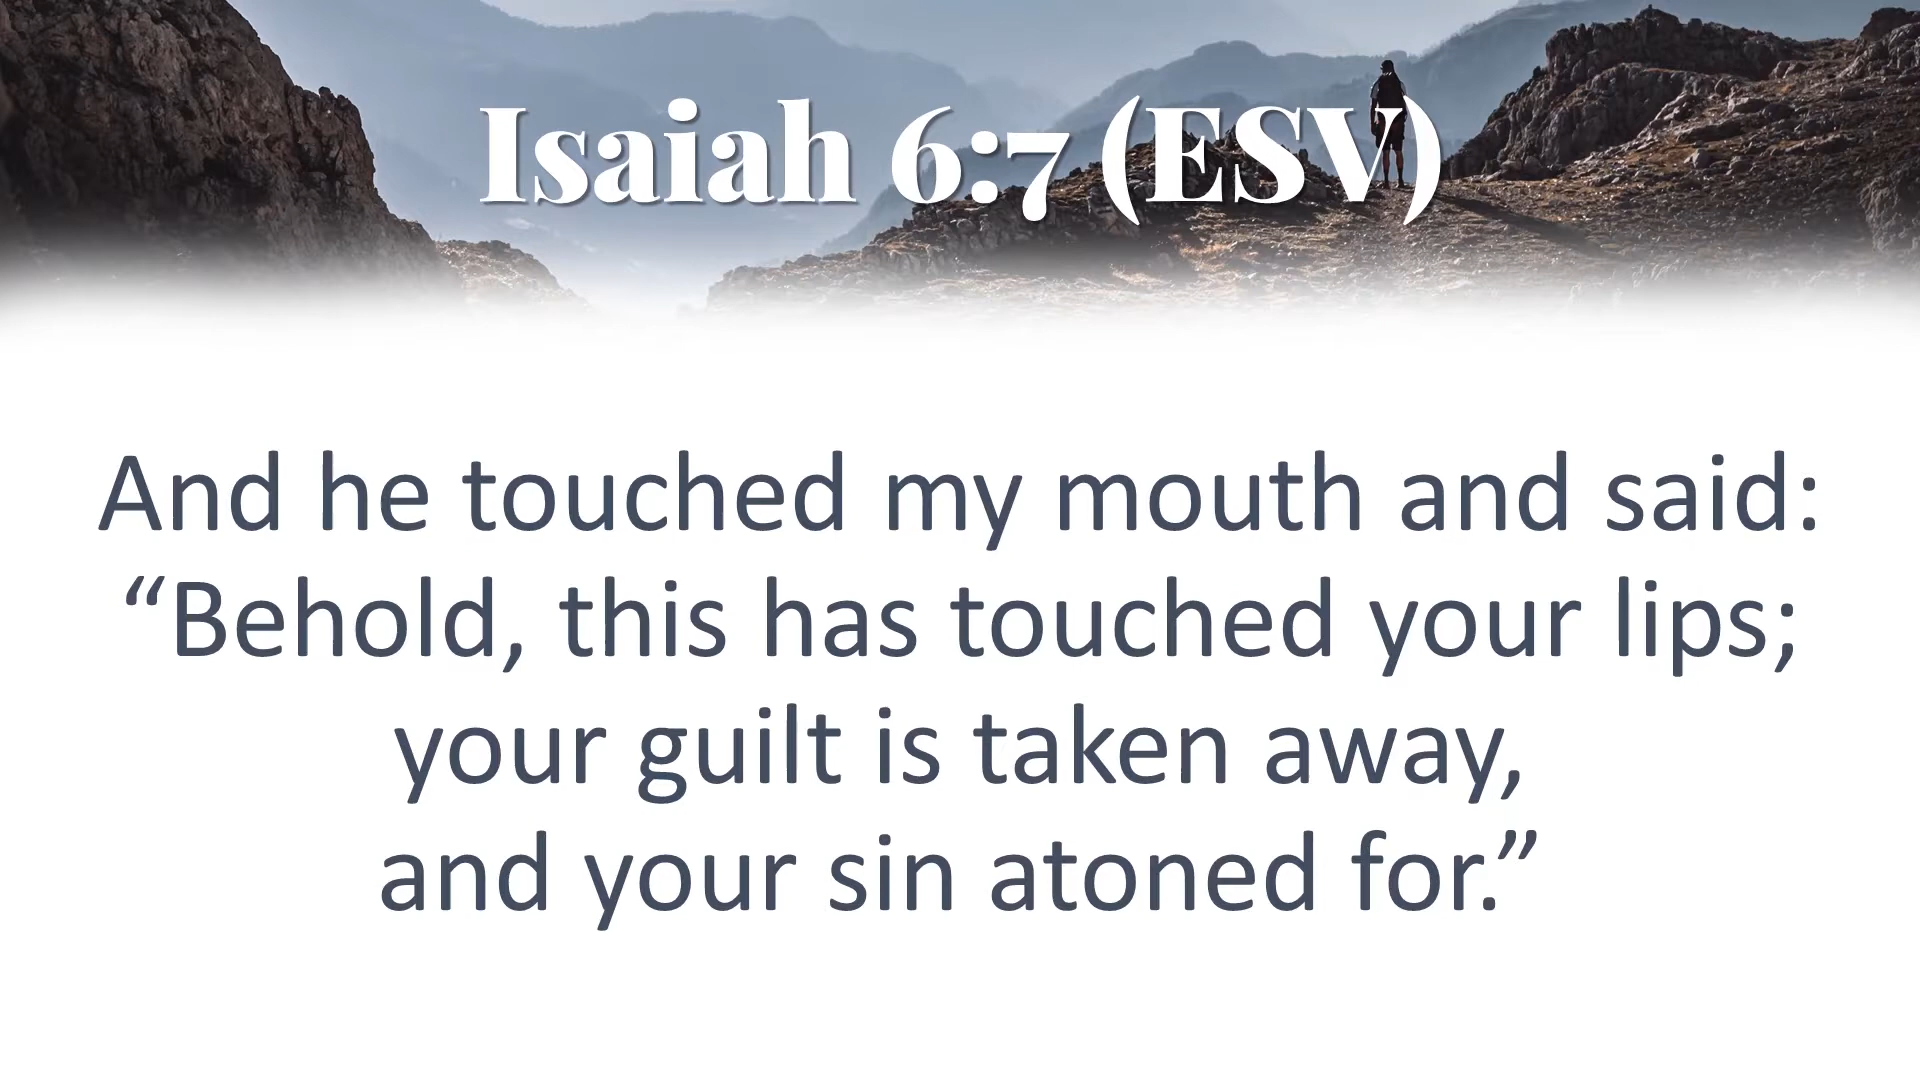 Isaiah 6:7 (ESV)
And he touched my mouth and said:
“Behold, this has touched your lips;
your guilt is taken away,
and your sin atoned for.”